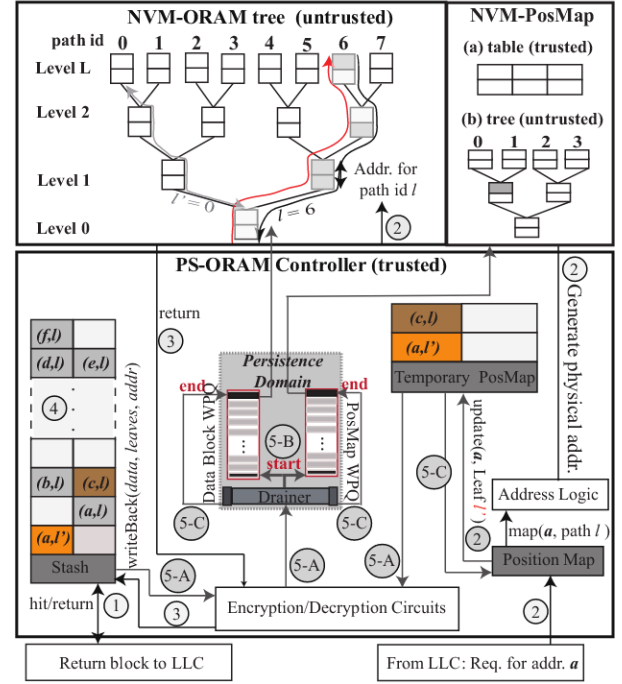 NVM-ORAM tree (untrusted)
path id 0 1 2 3 4 5 6 7
Level L
Level 2
Level 1
Level 0
l'=0
l = 6
Addr. for
path id l
2
NVM-PosMap
(a) table (trusted)
(b) tree (untrusted)
0 1 2 3
PS-ORAM Controller (trusted)
return
3
2
Generate physical addr.
(f,l)
(d,l) (e,l)
4
(b,l) (c,l)
(a,l)
(a,l')
Stash
writeBack(data, leaves, addr)
Persistence
Domain
end
end
Data Block WPQ
PosMap WPQ
5-B
start
Drainer
5-C
5-C
(c,l)
(a,l')
Temporary PosMap
update(a, Leaf l')
2
5-C
Address Logic
map(a, path l )
Position Map
5-A
5-A
5-A
3
hit/return
1
Encryption/Decryption Circuits
2
Return block to LLC
From LLC: Req. for addr. a